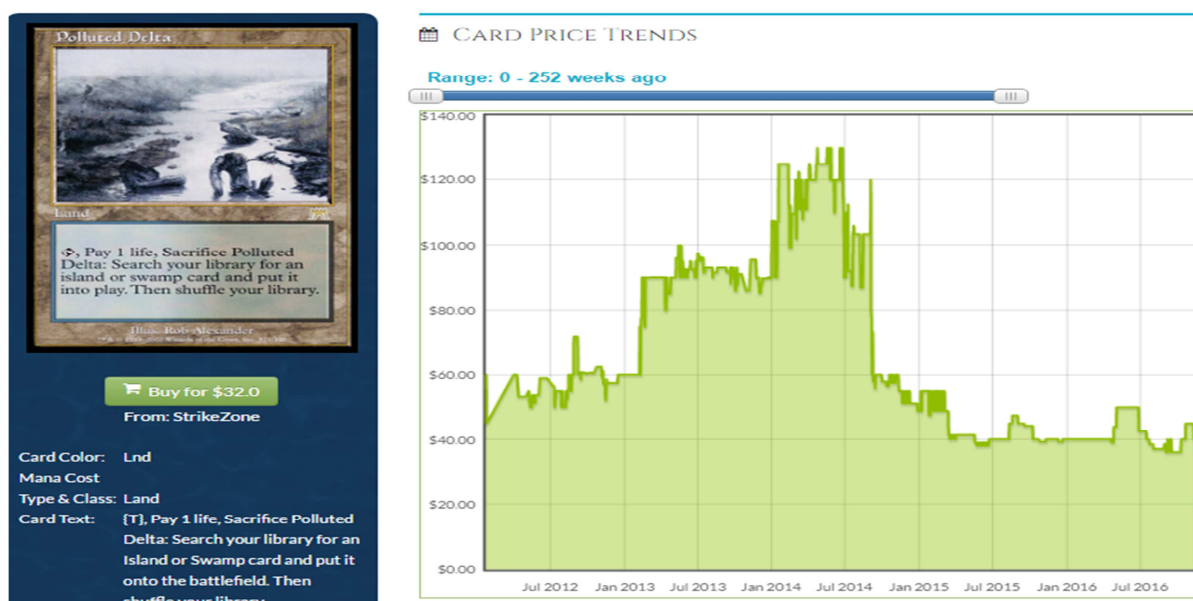 Polluted Delta
Land
, Pay 1 life, Sacrifice Polluted
Delta: Search your library for an
island or swamp card and put it
into play. Then shuffle your library.
Illus. Rob Alexander
Buy for $32.0
From: StrikeZone
Card Color: Lnd
Mana Cost
Type & Class: Land
Card Text: {T}, Pay 1 life, Sacrifice Polluted
Delta: Search your library for an
Island or Swamp card and put it
onto the battlefield. Then
shuffle your library.
CARD PRICE TRENDS
Range: 0 - 252 weeks ago
$140.00
$120.00
$100.00
$80.00
$60.00
$40.00
$20.00
$0.00
Jul 2012 Jan 2013 Jul 2013 Jan 2014 Jul 2014 Jan 2015 Jul 2015 Jan 2016 Jul 2016